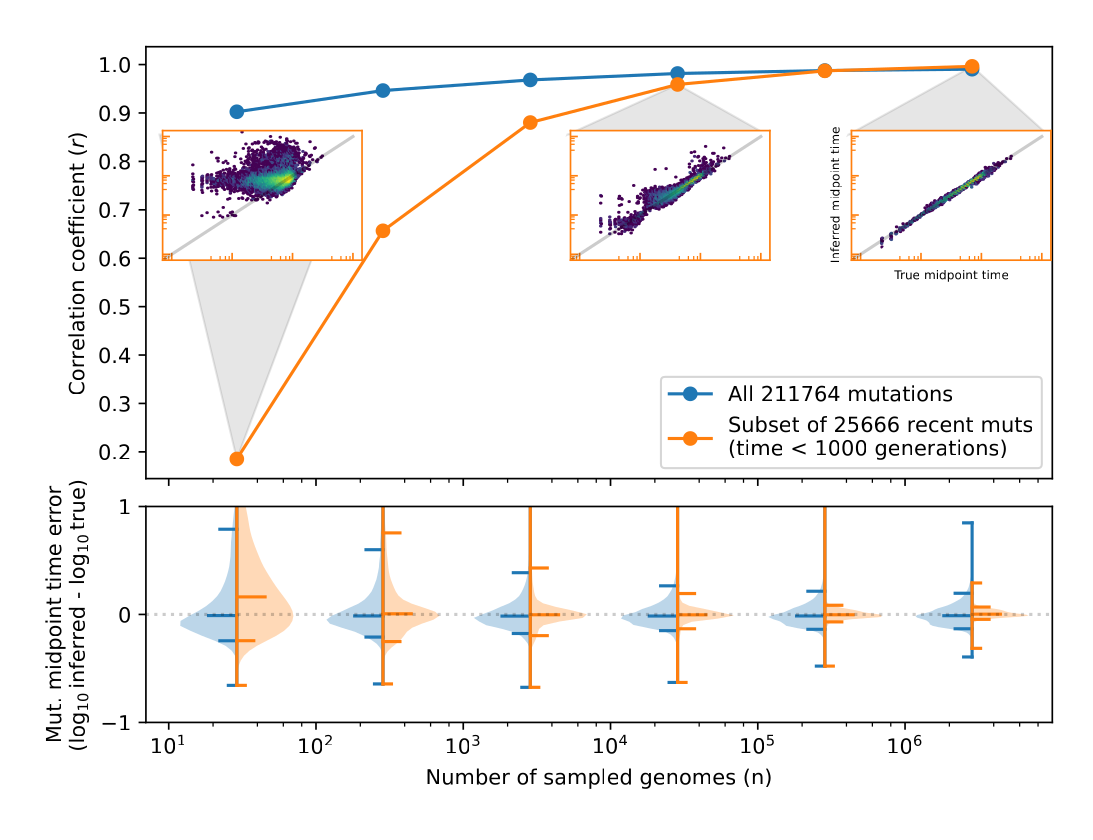 1.0
0.9
0.8
0.7
0.6
0.5
0.4
0.3
0.2
Correlation coefficient (r)
Inferred midpoint time
True midpoint time
All 211764 mutations
Subset of 25666 recent muts
(time < 1000 generations)
1
0
−1
Mut. midpoint time error
(log₁₀ inferred - log₁₀ true)
10¹ 10² 10³ 10⁴ 10⁵ 10⁶
Number of sampled genomes (n)